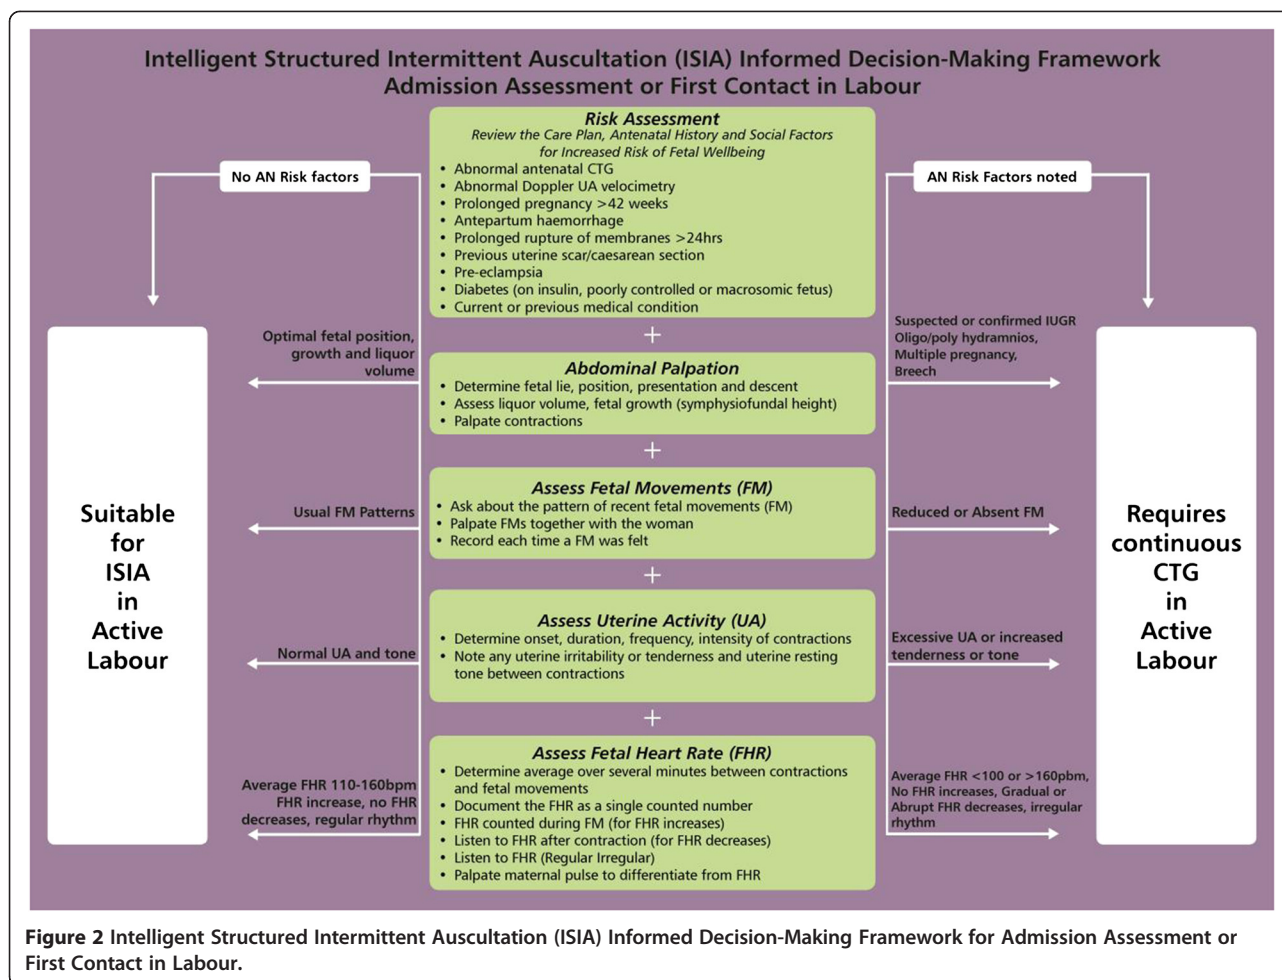 Intelligent Structured Intermittent Auscultation (ISIA) Informed Decision-Making Framework
Admission Assessment or First Contact in Labour
Risk Assessment
Review the Care Plan, Antenatal History and Social Factors
for Increased Risk of Fetal Wellbeing
• Abnormal antenatal CTG
• Abnormal Doppler UA velocimetry
• Prolonged pregnancy >42 weeks
• Antepartum haemorrhage
• Prolonged rupture of membranes >24hrs
• Previous uterine scar/caesarean section
• Pre-eclampsia
• Diabetes (on insulin, poorly controlled or macrosomic fetus)
• Current or previous medical condition
No AN Risk factors
AN Risk Factors noted
+
Optimal fetal position,
growth and liquor
volume
Abdominal Palpation
• Determine fetal lie, position, presentation and descent
• Assess liquor volume, fetal growth (symphysiofundal height)
• Palpate contractions
Suspected or confirmed IUGR
Oligo/poly hydramnios,
Multiple pregnancy,
Breech
+
Usual FM Patterns
Assess Fetal Movements (FM)
• Ask about the pattern of recent fetal movements (FM)
• Palpate FMs together with the woman
• Record each time a FM was felt
Reduced or Absent FM
+
Suitable
for
ISIA
in
Active
Labour
Requires
continuous
CTG
in
Active
Labour
Normal UA and tone
Assess Uterine Activity (UA)
• Determine onset, duration, frequency, intensity of contractions
• Note any uterine irritability or tenderness and uterine resting
tone between contractions
Excessive UA or increased
tenderness or tone
+
Average FHR 110-160bpm
FHR increase, no FHR
decreases, regular rhythm
Assess Fetal Heart Rate (FHR)
• Determine average over several minutes between contractions
and fetal movements
• Document the FHR as a single counted number
• FHR counted during FM (for FHR increases)
• Listen to FHR after contraction (for FHR decreases)
• Listen to FHR (Regular Irregular)
• Palpate maternal pulse to differentiate from FHR
Average FHR <100 or >160pbm,
No FHR increases, Gradual or
Abrupt FHR decreases, irregular
rhythm
Figure 2 Intelligent Structured Intermittent Auscultation (ISIA) Informed Decision-Making Framework for Admission Assessment or
First Contact in Labour.